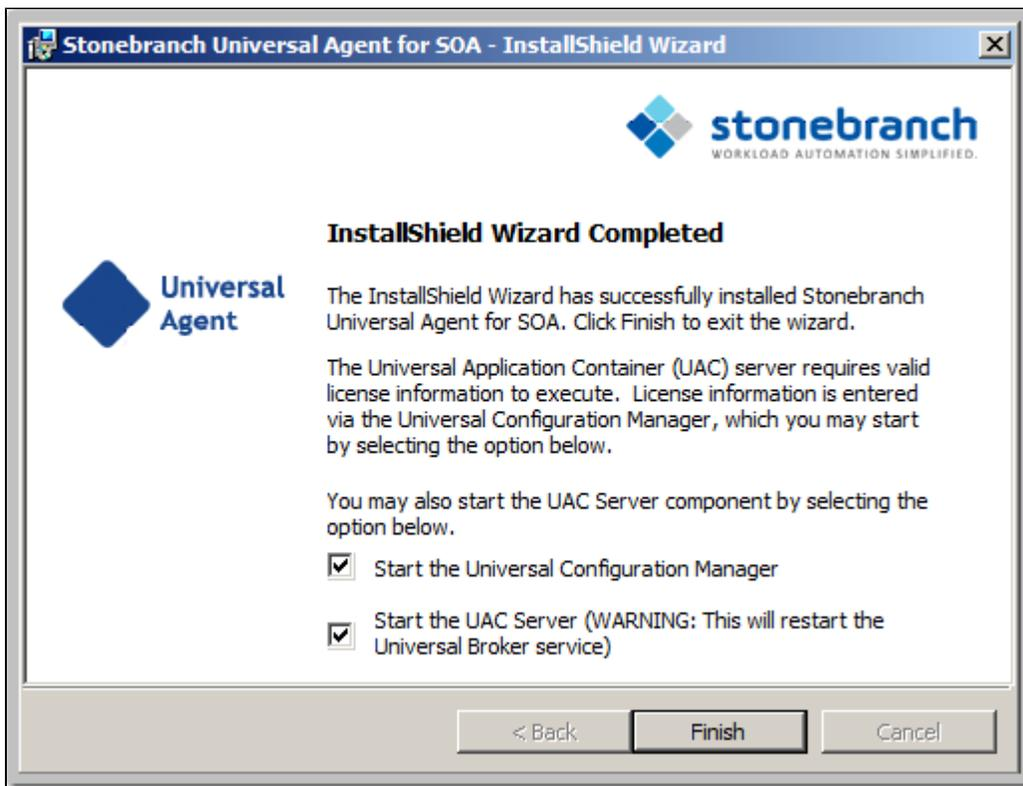 Stonebranch Universal Agent for SOA - InstallShield Wizard
stonebranch
WORKLOAD AUTOMATION SIMPLIFIED.
Universal
Agent
InstallShield Wizard Completed
The InstallShield Wizard has successfully installed Stonebranch
Universal Agent for SOA. Click Finish to exit the wizard.
The Universal Application Container (UAC) server requires valid
license information to execute. License information is entered
via the Universal Configuration Manager, which you may start
by selecting the option below.
You may also start the UAC Server component by selecting the
option below.
Start the Universal Configuration Manager
Start the UAC Server (WARNING: This will restart the
Universal Broker service)
< Back
Finish
Cancel